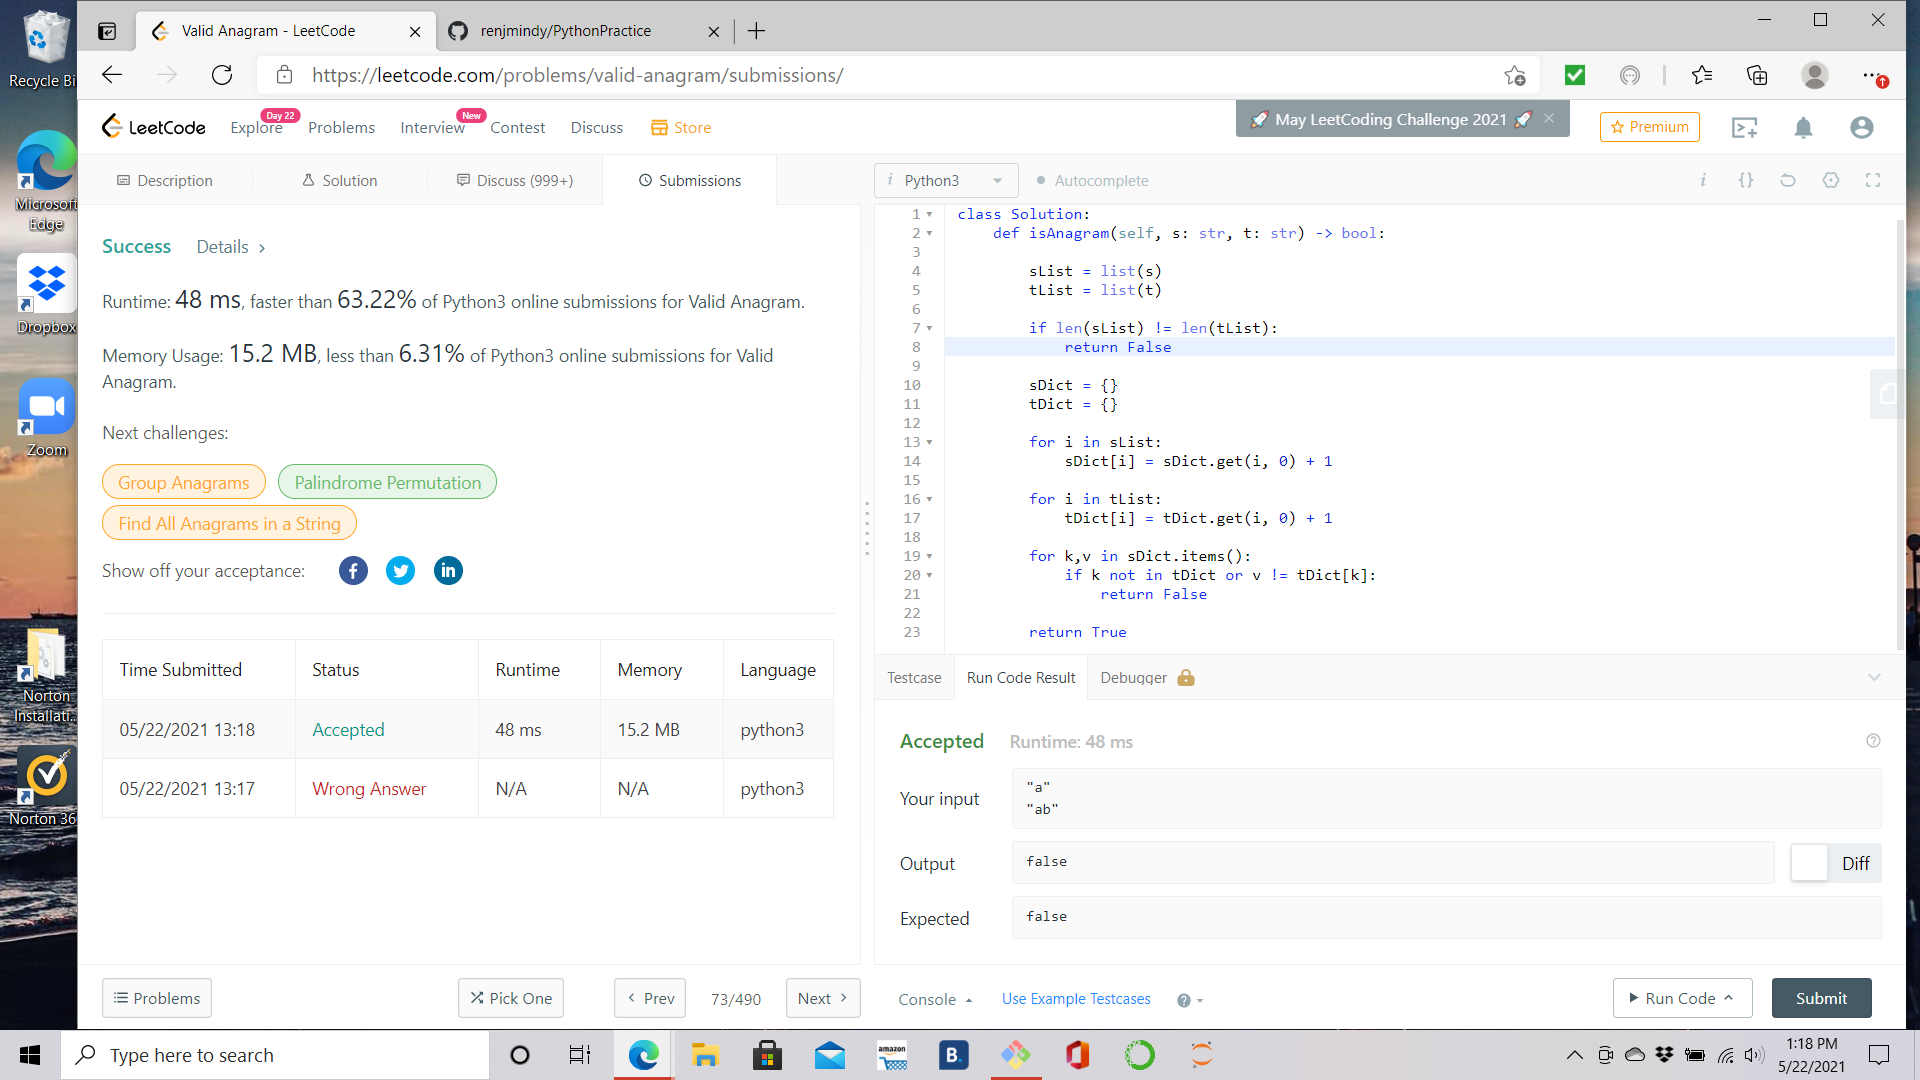 Recycle Bi
Microsoft
Edge
Dropbox
Zoom
Norton
Installati...
Norton 36
Valid Anagram - LeetCode
renjmindy/PythonPractice
https://leetcode.com/problems/valid-anagram/submissions/
LeetCode
Explore
Day 22
Problems
Interview
New
Contest
Discuss
Store
🚀 May LeetCoding Challenge 2021 🚀
Premium
Description
Solution
Discuss (999+)
Submissions
Success
Details >
Runtime: 48 ms, faster than 63.22% of Python3 online submissions for Valid Anagram.
Memory Usage: 15.2 MB, less than 6.31% of Python3 online submissions for Valid
Anagram.
Next challenges:
Group Anagrams
Palindrome Permutation
Find All Anagrams in a String
Show off your acceptance:
Time Submitted Status Runtime Memory Language
05/22/2021 13:18 Accepted 48 ms 15.2 MB python3
05/22/2021 13:17 Wrong Answer N/A N/A python3
Problems
Pick One
Prev
73/490
Next
i Python3
Autocomplete
1 class Solution:
2     def isAnagram(self, s: str, t: str) -> bool:
3
4         sList = list(s)
5         tList = list(t)
6
7         if len(sList) != len(tList):
8             return False
9
10         sDict = {}
11         tDict = {}
12
13         for i in sList:
14             sDict[i] = sDict.get(i, 0) + 1
15
16         for i in tList:
17             tDict[i] = tDict.get(i, 0) + 1
18
19         for k,v in sDict.items():
20             if k not in tDict or v != tDict[k]:
21                 return False
22
23         return True
Testcase
Run Code Result
Debugger
Accepted
Runtime: 48 ms
Your input
"a"
"ab"
Output
false
Diff
Expected
false
Console
Use Example Testcases
Run Code
Submit
Type here to search
amazon
B.
1:18 PM
5/22/2021